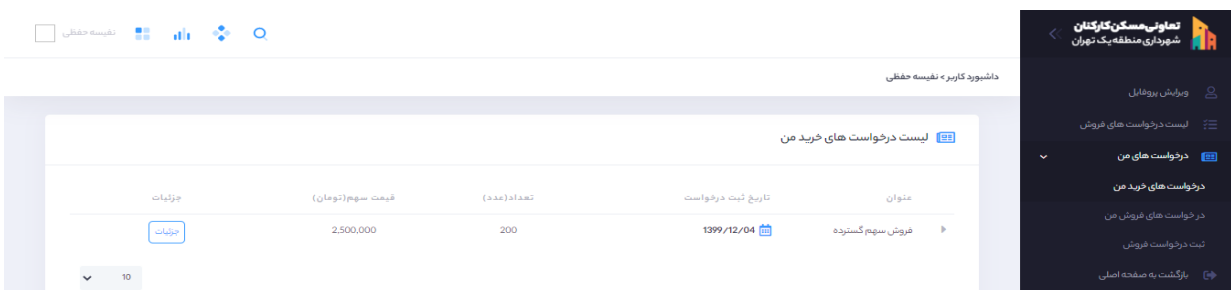 تعاونی مسکن کارکنان
شهرداری منطقه یک تهران
نفیسه حفظی
داشبورد کاربر > نفیسه حفظی
ویرایش پروفایل
لیست درخواست های فروش
درخواست های من
درخواست های خرید من
در خواست های فروش من
ثبت درخواست فروش
بازگشت به صفحه اصلی
لیست درخواست های خرید من
عنوان تاریخ ثبت درخواست تعداد(عدد) قیمت سهم(تومان) جزئیات
فروش سهم گسترده 1399/12/04 200 2,500,000 جزئیات
10